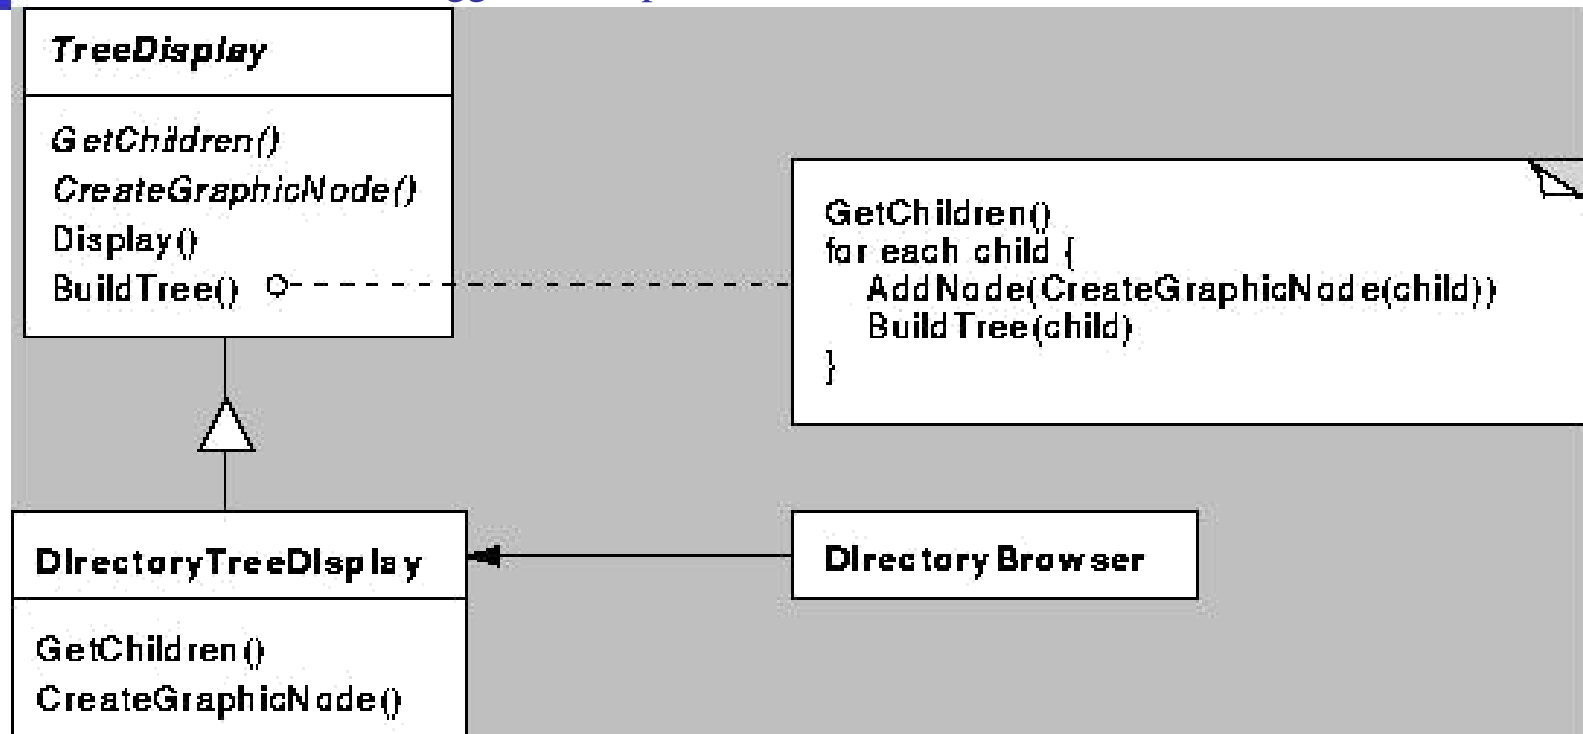 TreeDisplay
GetChildren()
CreateGraphicNode()
Display()
BuildTree()
GetChildren()
for each child {
AddNode(CreateGraphicNode(child))
BuildTree(child)
}
DirectoryTreeDisplay
DirectoryBrowser
GetChildren()
CreateGraphicNode()